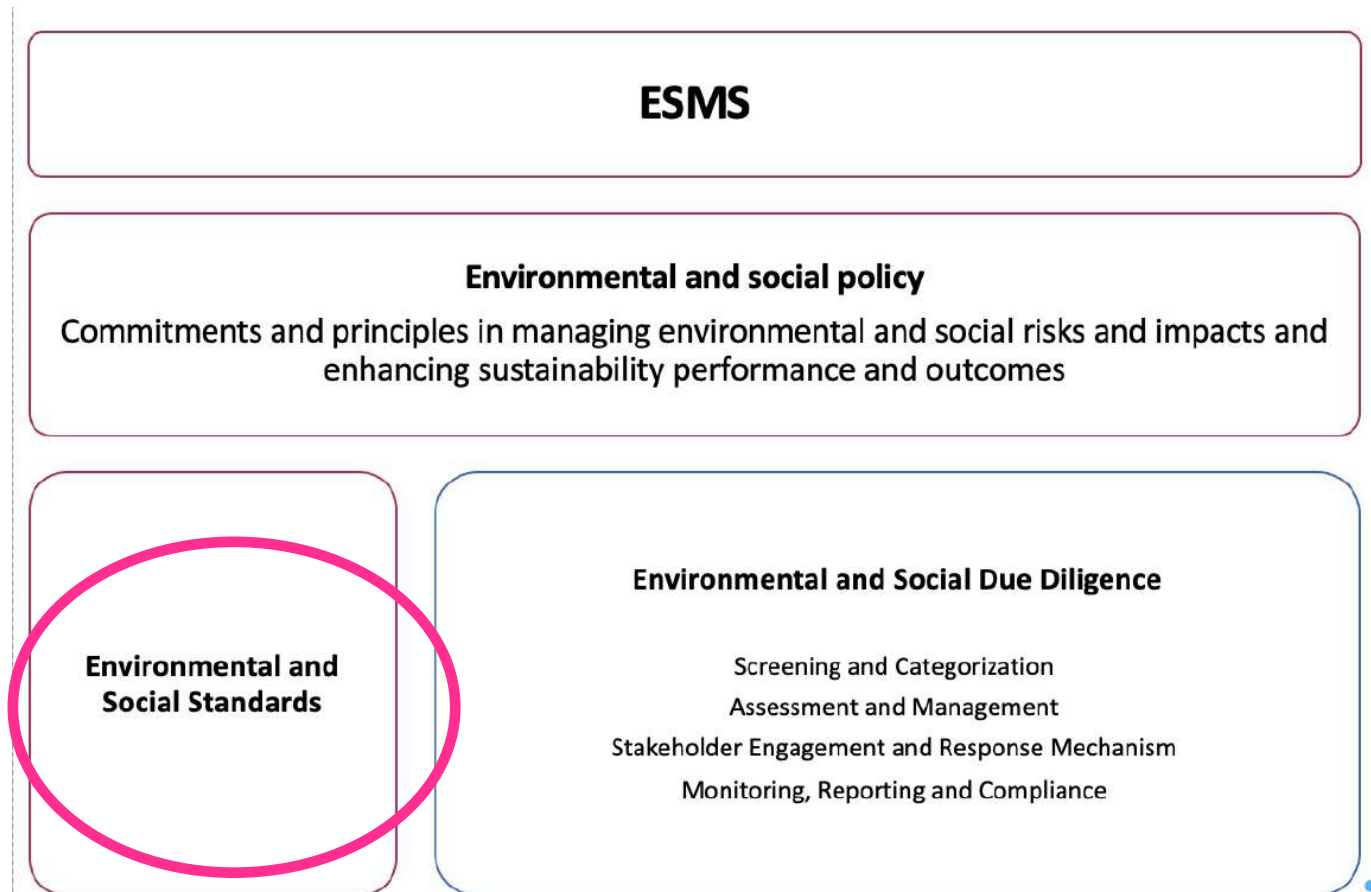 ESMS
Environmental and social policy
Commitments and principles in managing environmental and social risks and impacts and
enhancing sustainability performance and outcomes
Environmental and
Social Standards
Environmental and Social Due Diligence
Screening and Categorization
Assessment and Management
Stakeholder Engagement and Response Mechanism
Monitoring, Reporting and Compliance